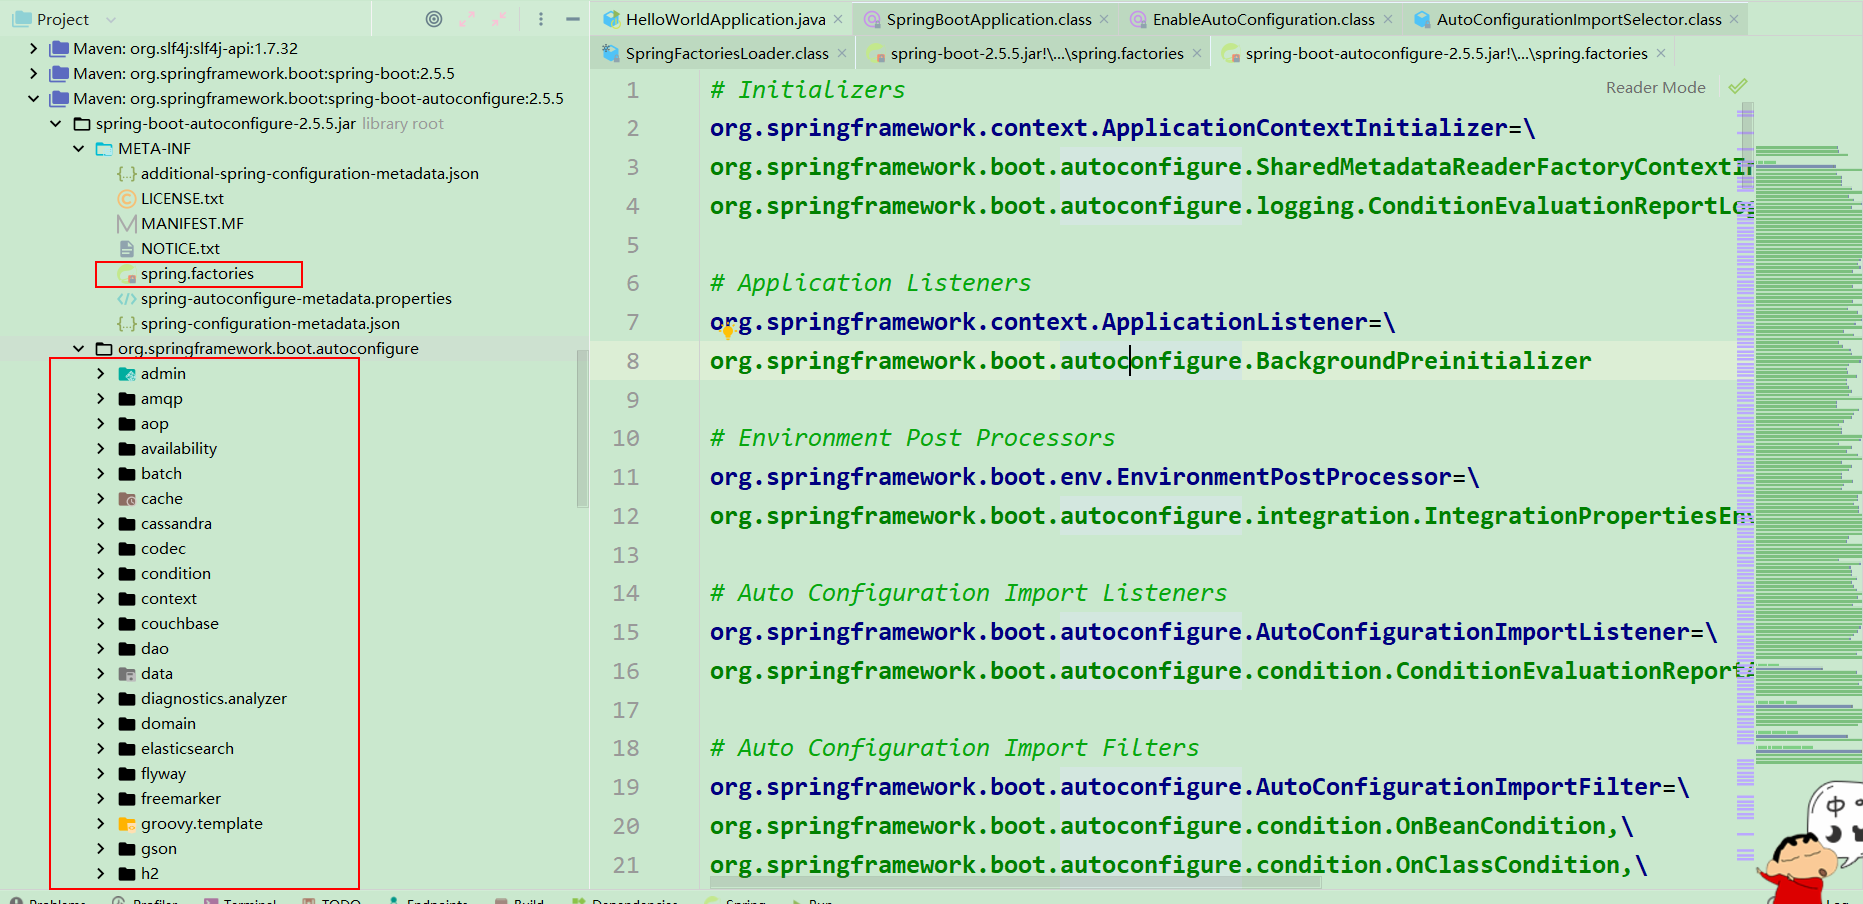 Project
Maven: org.slf4j:slf4j-api:1.7.32
Maven: org.springframework.boot:spring-boot:2.5.5
Maven: org.springframework.boot:spring-boot-autoconfigure:2.5.5
spring-boot-autoconfigure-2.5.5.jar library root
META-INF
additional-spring-configuration-metadata.json
LICENSE.txt
MANIFEST.MF
NOTICE.txt
spring.factories
spring-autoconfigure-metadata.properties
spring-configuration-metadata.json
org.springframework.boot.autoconfigure
admin
amqp
aop
availability
batch
cache
cassandra
codec
condition
context
couchbase
dao
data
diagnostics.analyzer
domain
elasticsearch
flyway
freemarker
groovy.template
gson
h2
HelloWorldApplication.java
SpringBootApplication.class
EnableAutoConfiguration.class
AutoConfigurationImportSelector.class
SpringFactoriesLoader.class
spring-boot-2.5.5.jar!\...\spring.factories
spring-boot-autoconfigure-2.5.5.jar!\...\spring.factories
Reader Mode
1 # Initializers
2 org.springframework.context.ApplicationContextInitializer=\
3 org.springframework.boot.autoconfigure.SharedMetadataReaderFactoryContextIn
4 org.springframework.boot.autoconfigure.logging.ConditionEvaluationReportLog
5
6 # Application Listeners
7 org.springframework.context.ApplicationListener=\
8 org.springframework.boot.autoconfigure.BackgroundPreinitializer
9
10 # Environment Post Processors
11 org.springframework.boot.env.EnvironmentPostProcessor=\
12 org.springframework.boot.autoconfigure.integration.IntegrationPropertiesEn
13
14 # Auto Configuration Import Listeners
15 org.springframework.boot.autoconfigure.AutoConfigurationImportListener=\
16 org.springframework.boot.autoconfigure.condition.ConditionEvaluationReport
17
18 # Auto Configuration Import Filters
19 org.springframework.boot.autoconfigure.AutoConfigurationImportFilter=\
20 org.springframework.boot.autoconfigure.condition.OnBeanCondition,\
21 org.springframework.boot.autoconfigure.condition.OnClassCondition,\
中
Problems
Profiler
Terminal
TODO
Endpoints
Build
Dependencies
Spring
Run